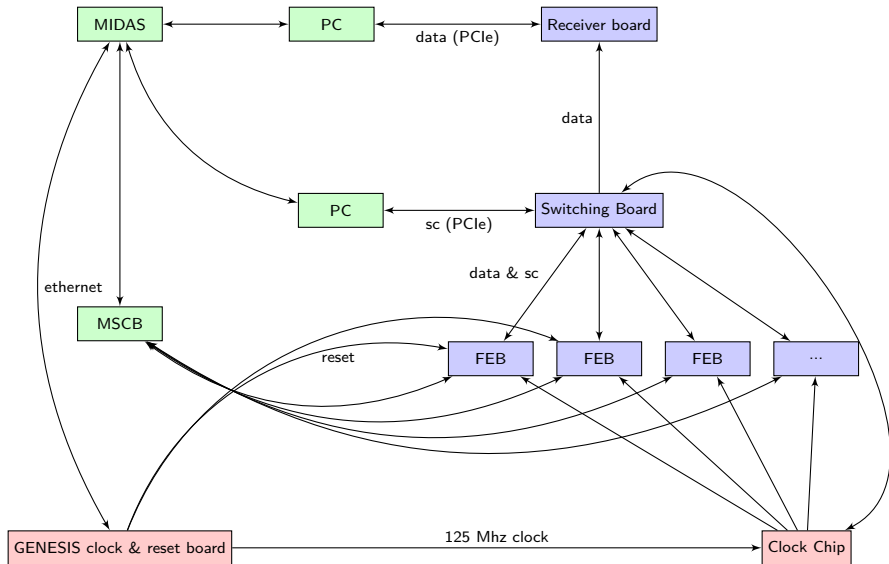 MIDAS
PC
data (PCIe)
Receiver board
data
PC
sc (PCIe)
Switching Board
data & sc
ethernet
MSCB
reset
FEB
FEB
FEB
...
GENESIS clock & reset board
125 Mhz clock
Clock Chip